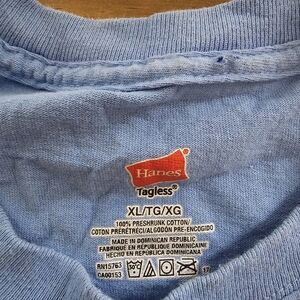 Hanes
Tagless®
XL/TG/XG
100% PRESHRUNK COTTON/
COTON PRÉRÉTRÉCI/ALGODÓN PRE-ENCOGIDO
MADE IN DOMINICAN REPUBLIC
FABRIQUÉ EN RÉPUBLIQUE DOMINICAINE
HECHO EN REPÚBLICA DOMINICANA
RN15763
CA00153
17